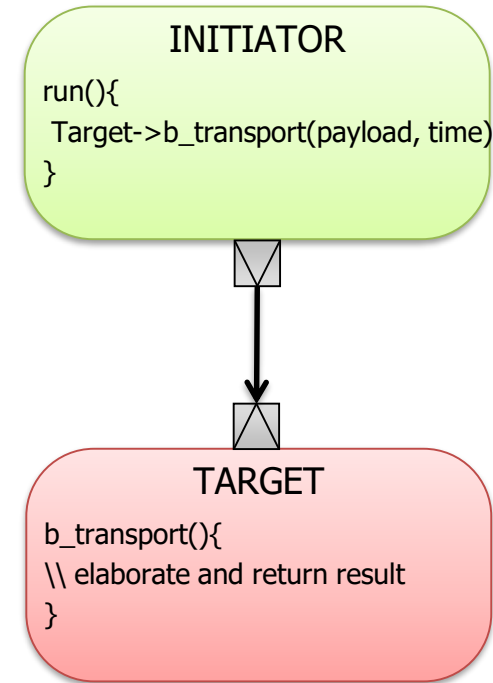 INITIATOR
run(){
Target->b_transport(payload, time)
}
TARGET
b_transport(){
\\ elaborate and return result
}